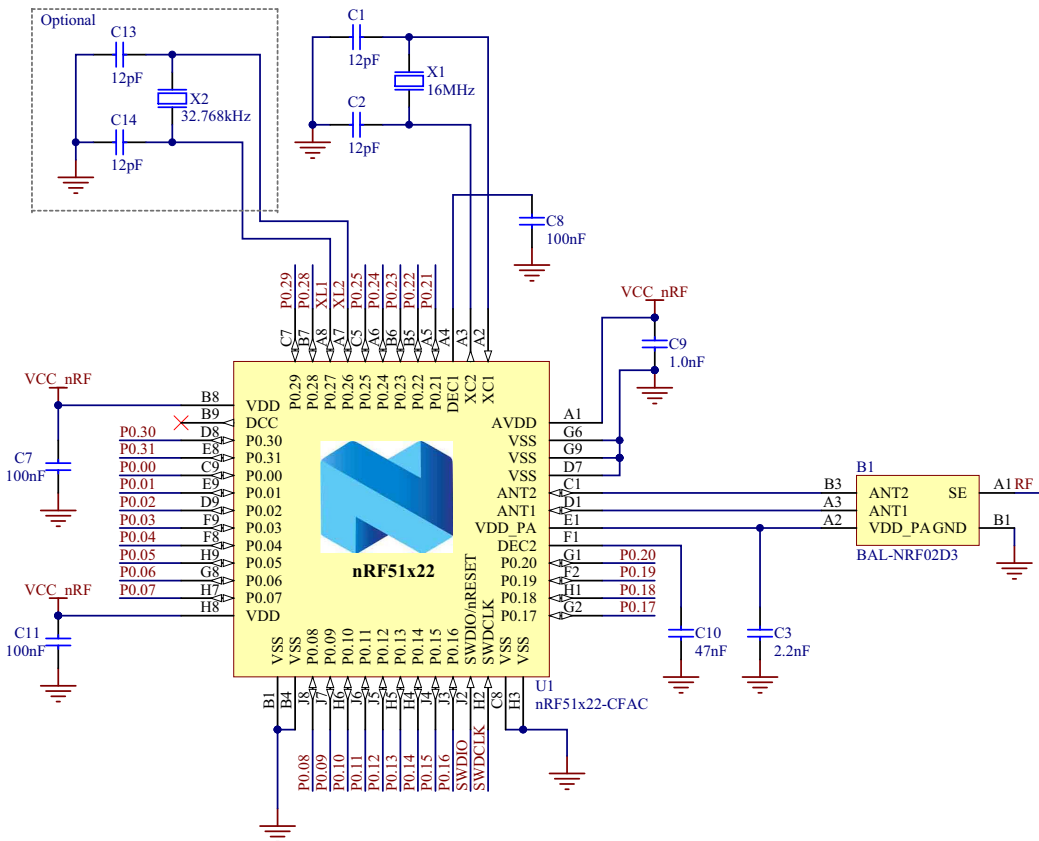 Optional
C13
12pF
X2
32.768kHz
C14
12pF
C1
12pF
X1
16MHz
C2
12pF
C8
100nF
P0.29
P0.28
XL1
XL2
P0.25
P0.24
P0.23
P0.22
P0.21
C7
B7
A8
A7
C5
A6
B6
B5
A5
A4
A3
A2
P0.29
P0.28
P0.27
P0.26
P0.25
P0.24
P0.23
P0.22
P0.21
DEC1
XC2
XC1
VCC_nRF
C9
1.0nF
VCC_nRF
C7
100nF
B8 VDD
B9 DCC
P0.30 D8 P0.30
P0.31 E8 P0.31
P0.00 C9 P0.00
P0.01 E9 P0.01
P0.02 D9 P0.02
P0.03 F9 P0.03
P0.04 F8 P0.04
P0.05 H9 P0.05
P0.06 G8 P0.06
P0.07 H7 P0.07
H8 VDD
VCC_nRF
C11
100nF
nRF51x22
AVDD A1
VSS G6
VSS G9
VSS D7
ANT2 C1
ANT1 D1
VDD_PA E1
DEC2 F1
P0.20 G1 P0.20
P0.19 F2 P0.19
P0.18 H1 P0.18
P0.17 G2 P0.17
B1
B3 ANT2 SE A1 RF
A3 ANT1
A2 VDD_PA GND B1
BAL-NRF02D3
C10
47nF
C3
2.2nF
VSS
VSS
P0.08
P0.09
P0.10
P0.11
P0.12
P0.13
P0.14
P0.15
P0.16
SWDIO/nRESET
SWDCLK
VSS
VSS
U1
nRF51x22-CFAC
B1
B4
J8
J7
H6
J6
J5
H5
H4
J4
J3
J2
H2
C8
H3
P0.08
P0.09
P0.10
P0.11
P0.12
P0.13
P0.14
P0.15
P0.16
SWDIO
SWDCLK